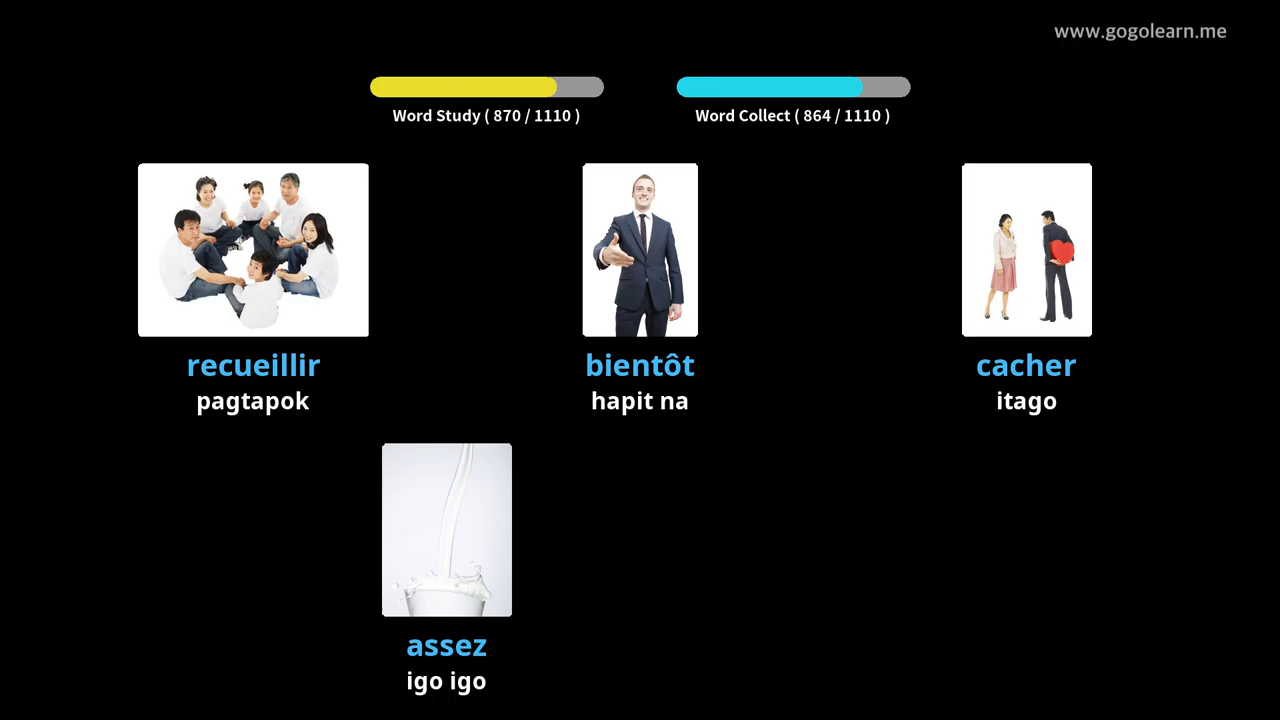 www.gogolearn.me
Word Study ( 870 / 1110 )
Word Collect ( 864 / 1110 )
recueillir
pagtapok
bientôt
hapit na
cacher
itago
assez
igo igo